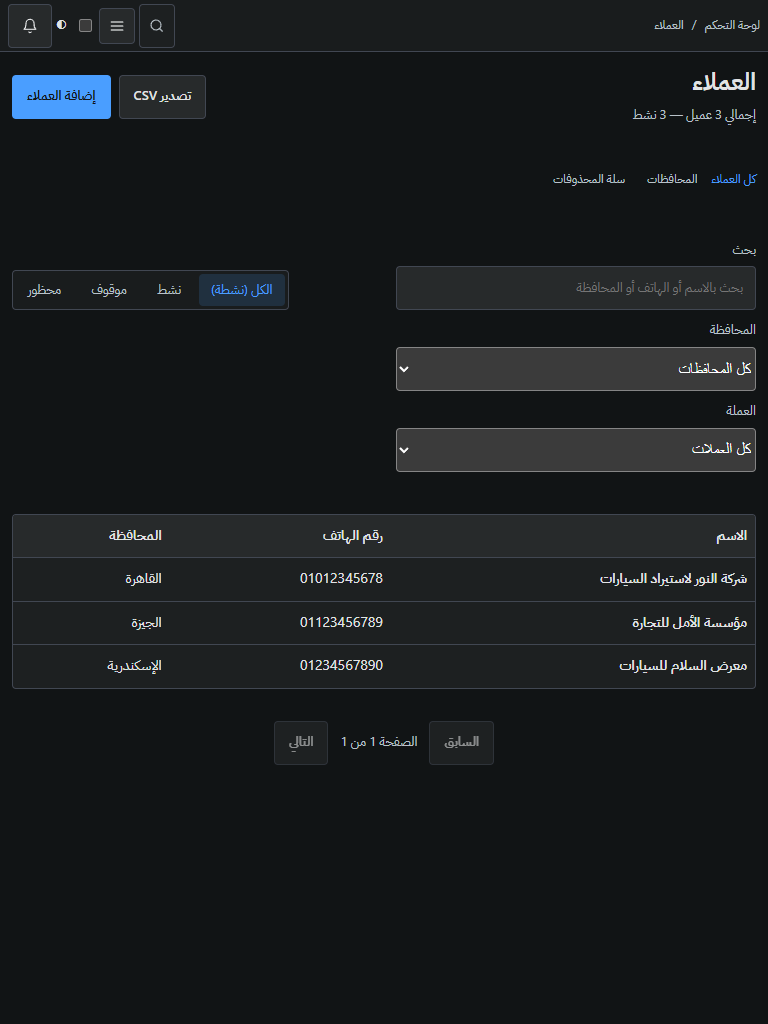 لوحة التحكم / العملاء
العملاء
إجمالي 3 عميل — 3 نشط
تصدير CSV
إضافة العملاء
كل العملاء
المحافظات
سلة المحذوفات
بحث
بحث بالاسم أو الهاتف أو المحافظة
الكل (نشطة)
نشط
موقوف
محظور
المحافظة
كل المحافظات
العملة
كل العملات
الاسم رقم الهاتف المحافظة
شركة النور لاستيراد السيارات 01012345678 القاهرة
مؤسسة الأمل للتجارة 01123456789 الجيزة
معرض السلام للسيارات 01234567890 الإسكندرية
السابق الصفحة 1 من 1 التالي